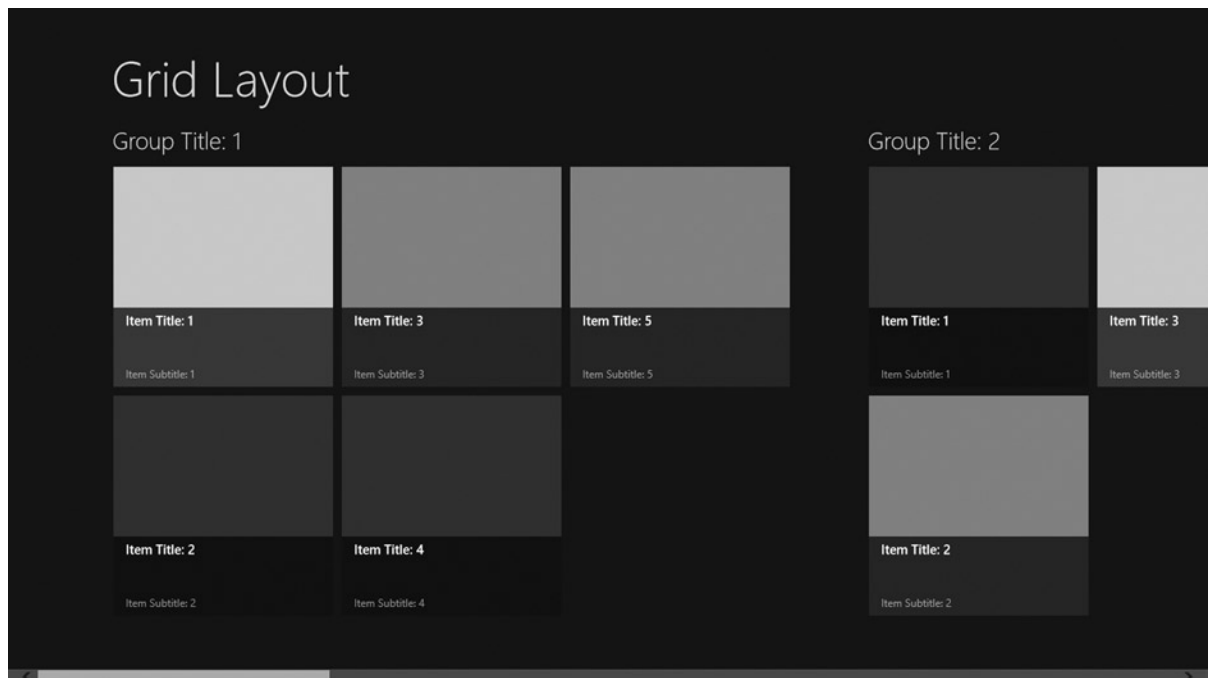 Grid Layout
Group Title: 1
Item Title: 1
Item Subtitle: 1
Item Title: 2
Item Subtitle: 2
Item Title: 3
Item Subtitle: 3
Item Title: 4
Item Subtitle: 4
Item Title: 5
Item Subtitle: 5
Group Title: 2
Item Title: 1
Item Subtitle: 1
Item Title: 2
Item Subtitle: 2
Item Title: 3
Item Subtitle: 3